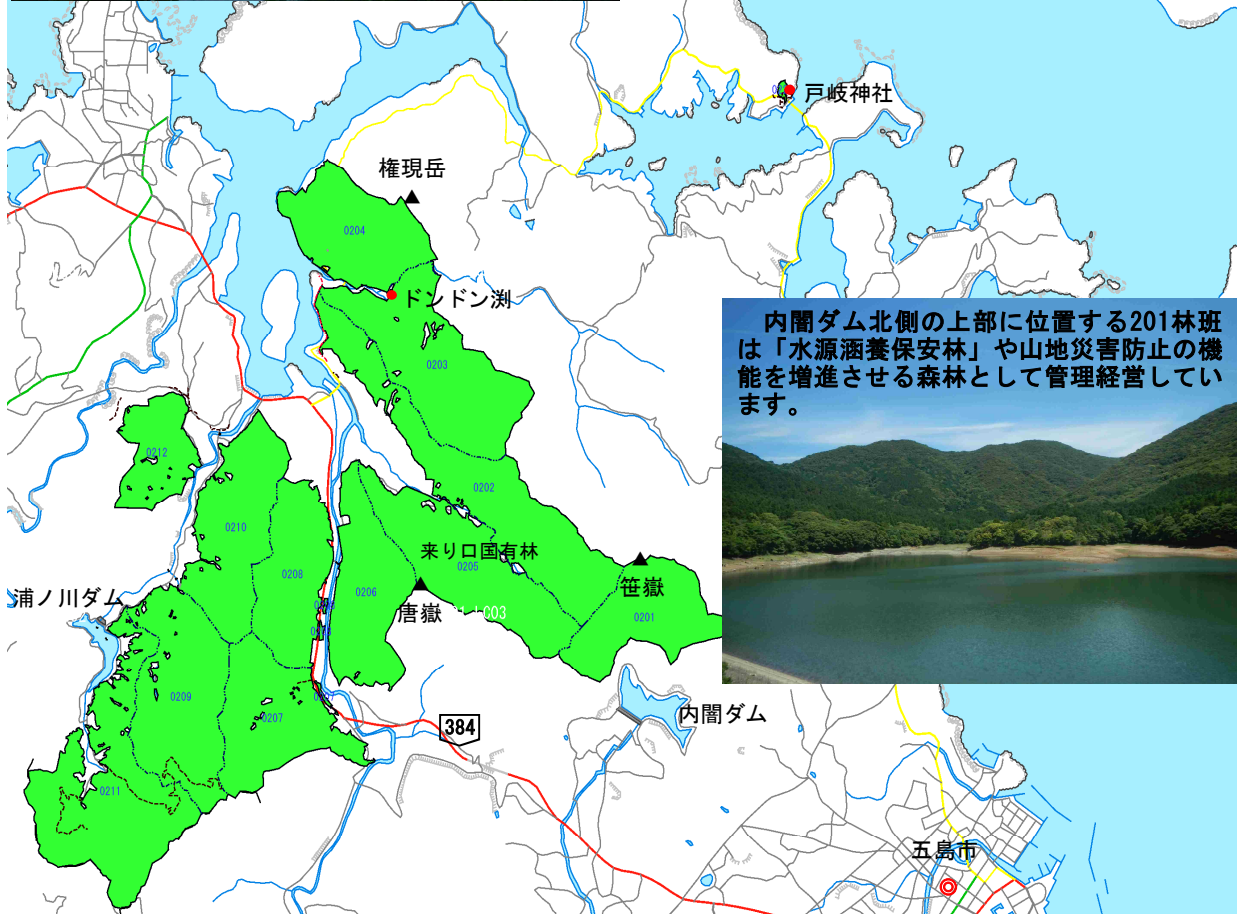 戸岐神社
権現岳
0204
ドンドン渕
内闇ダム北側の上部に位置する201林班
は「水源涵養保安林」や山地災害防止の機
能を増進させる森林として管理経営してい
ます。
0203
0212
0202
0210
来り口国有林
0205
0208
0206
笹嶽
浦ノ川ダム
唐嶽
0201
0209
0207
内闇ダム
384
0211
五島市